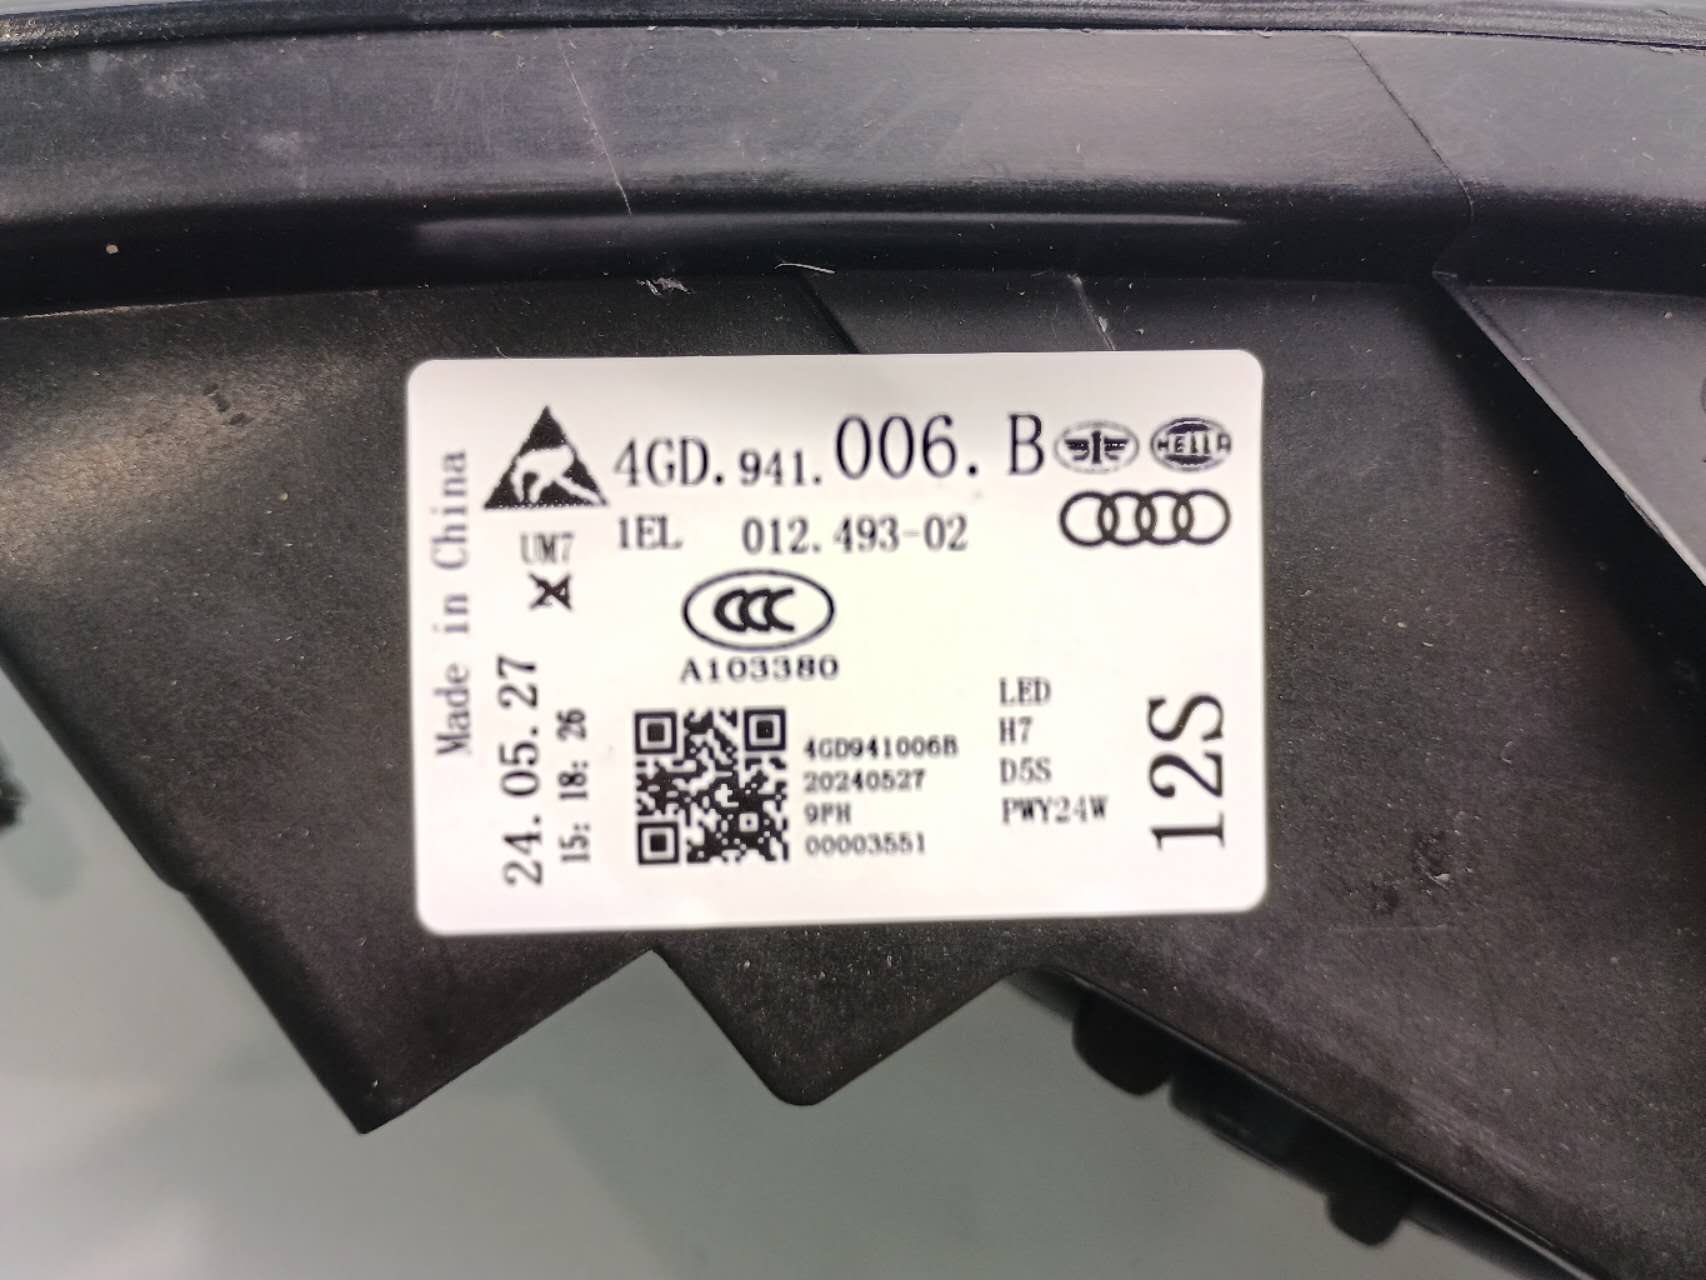 4GD.941.006.B
HELLA
UM7
1EL 012.493-02
CCC
A103380
Made in China
24.05.27
15:18:26
4GD941006B
20240527
9FH
00003551
LED
H7
D5S
PWY24W
12S